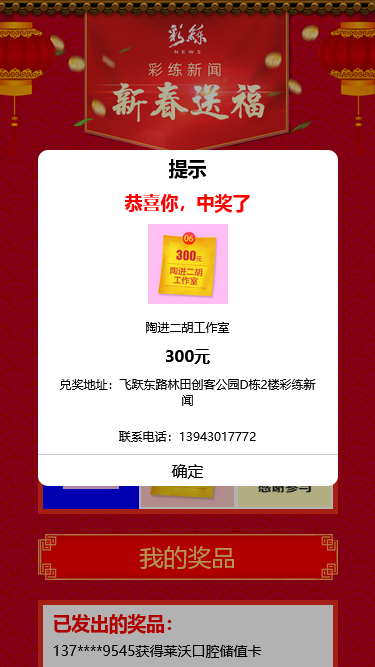 彩练
NEWS
彩练新闻
新春送福
提示
恭喜你，中奖了
06
300元
陶进二胡
工作室
陶进二胡工作室
300元
兑奖地址：飞跃东路林田创客公园D栋2楼彩练新
闻
联系电话：13943017772
确定
感谢参与
我的奖品
已发出的奖品：
137****9545获得莱沃口腔储值卡